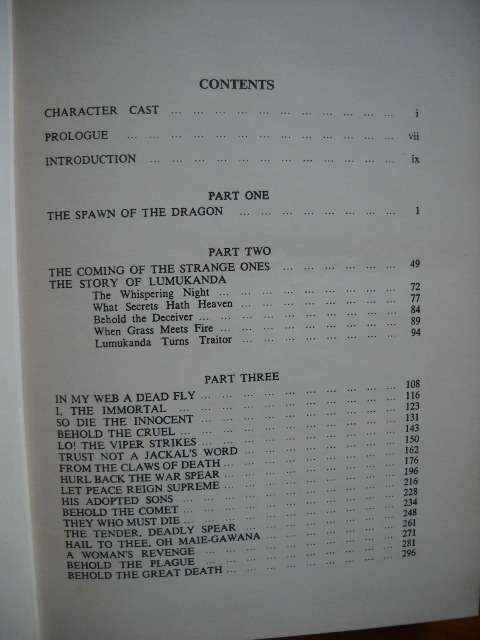 CONTENTS
CHARACTER CAST ... ... ... ... ... ... ... ... ... ... ... i
PROLOGUE ... ... ... ... ... ... ... ... ... ... ... ... ... vii
INTRODUCTION ... ... ... ... ... ... ... ... ... ... ... ... ix
PART ONE
THE SPAWN OF THE DRAGON ... ... ... ... ... ... ... ... 1
PART TWO
THE COMING OF THE STRANGE ONES ... ... ... ... ... ... 49
THE STORY OF LUMUKANDA
The Whispering Night ... ... ... ... ... ... ... ... ... 72
What Secrets Hath Heaven ... ... ... ... ... ... ... ... 77
Behold the Deceiver ... ... ... ... ... ... ... ... ... ... 84
When Grass Meets Fire ... ... ... ... ... ... ... ... ... 89
Lumukanda Turns Traitor ... ... ... ... ... ... ... ... 94
PART THREE
IN MY WEB A DEAD FLY ... ... ... ... ... ... ... ... ... ... 108
I, THE IMMORTAL ... ... ... ... ... ... ... ... ... ... ... 116
SO DIE THE INNOCENT ... ... ... ... ... ... ... ... ... ... 123
BEHOLD THE CRUEL ... ... ... ... ... ... ... ... ... ... ... 131
LO! THE VIPER STRIKES ... ... ... ... ... ... ... ... ... ... 143
TRUST NOT A JACKAL'S WORD ... ... ... ... ... ... ... ... 150
FROM THE CLAWS OF DEATH ... ... ... ... ... ... ... ... ... 162
HURL BACK THE WAR SPEAR ... ... ... ... ... ... ... ... ... 176
LET PEACE REIGN SUPREME ... ... ... ... ... ... ... ... ... 196
HIS ADOPTED SONS ... ... ... ... ... ... ... ... ... ... ... 216
BEHOLD THE COMET ... ... ... ... ... ... ... ... ... ... ... 228
THEY WHO MUST DIE ... ... ... ... ... ... ... ... ... ... ... 234
THE TENDER, DEADLY SPEAR ... ... ... ... ... ... ... ... 248
HAIL TO THEE, OH MAIE-GAWANA ... ... ... ... ... ... ... 261
A WOMAN'S REVENGE ... ... ... ... ... ... ... ... ... ... 271
BEHOLD THE PLAGUE ... ... ... ... ... ... ... ... ... ... 281
BEHOLD THE GREAT DEATH ... ... ... ... ... ... ... ... ... 296